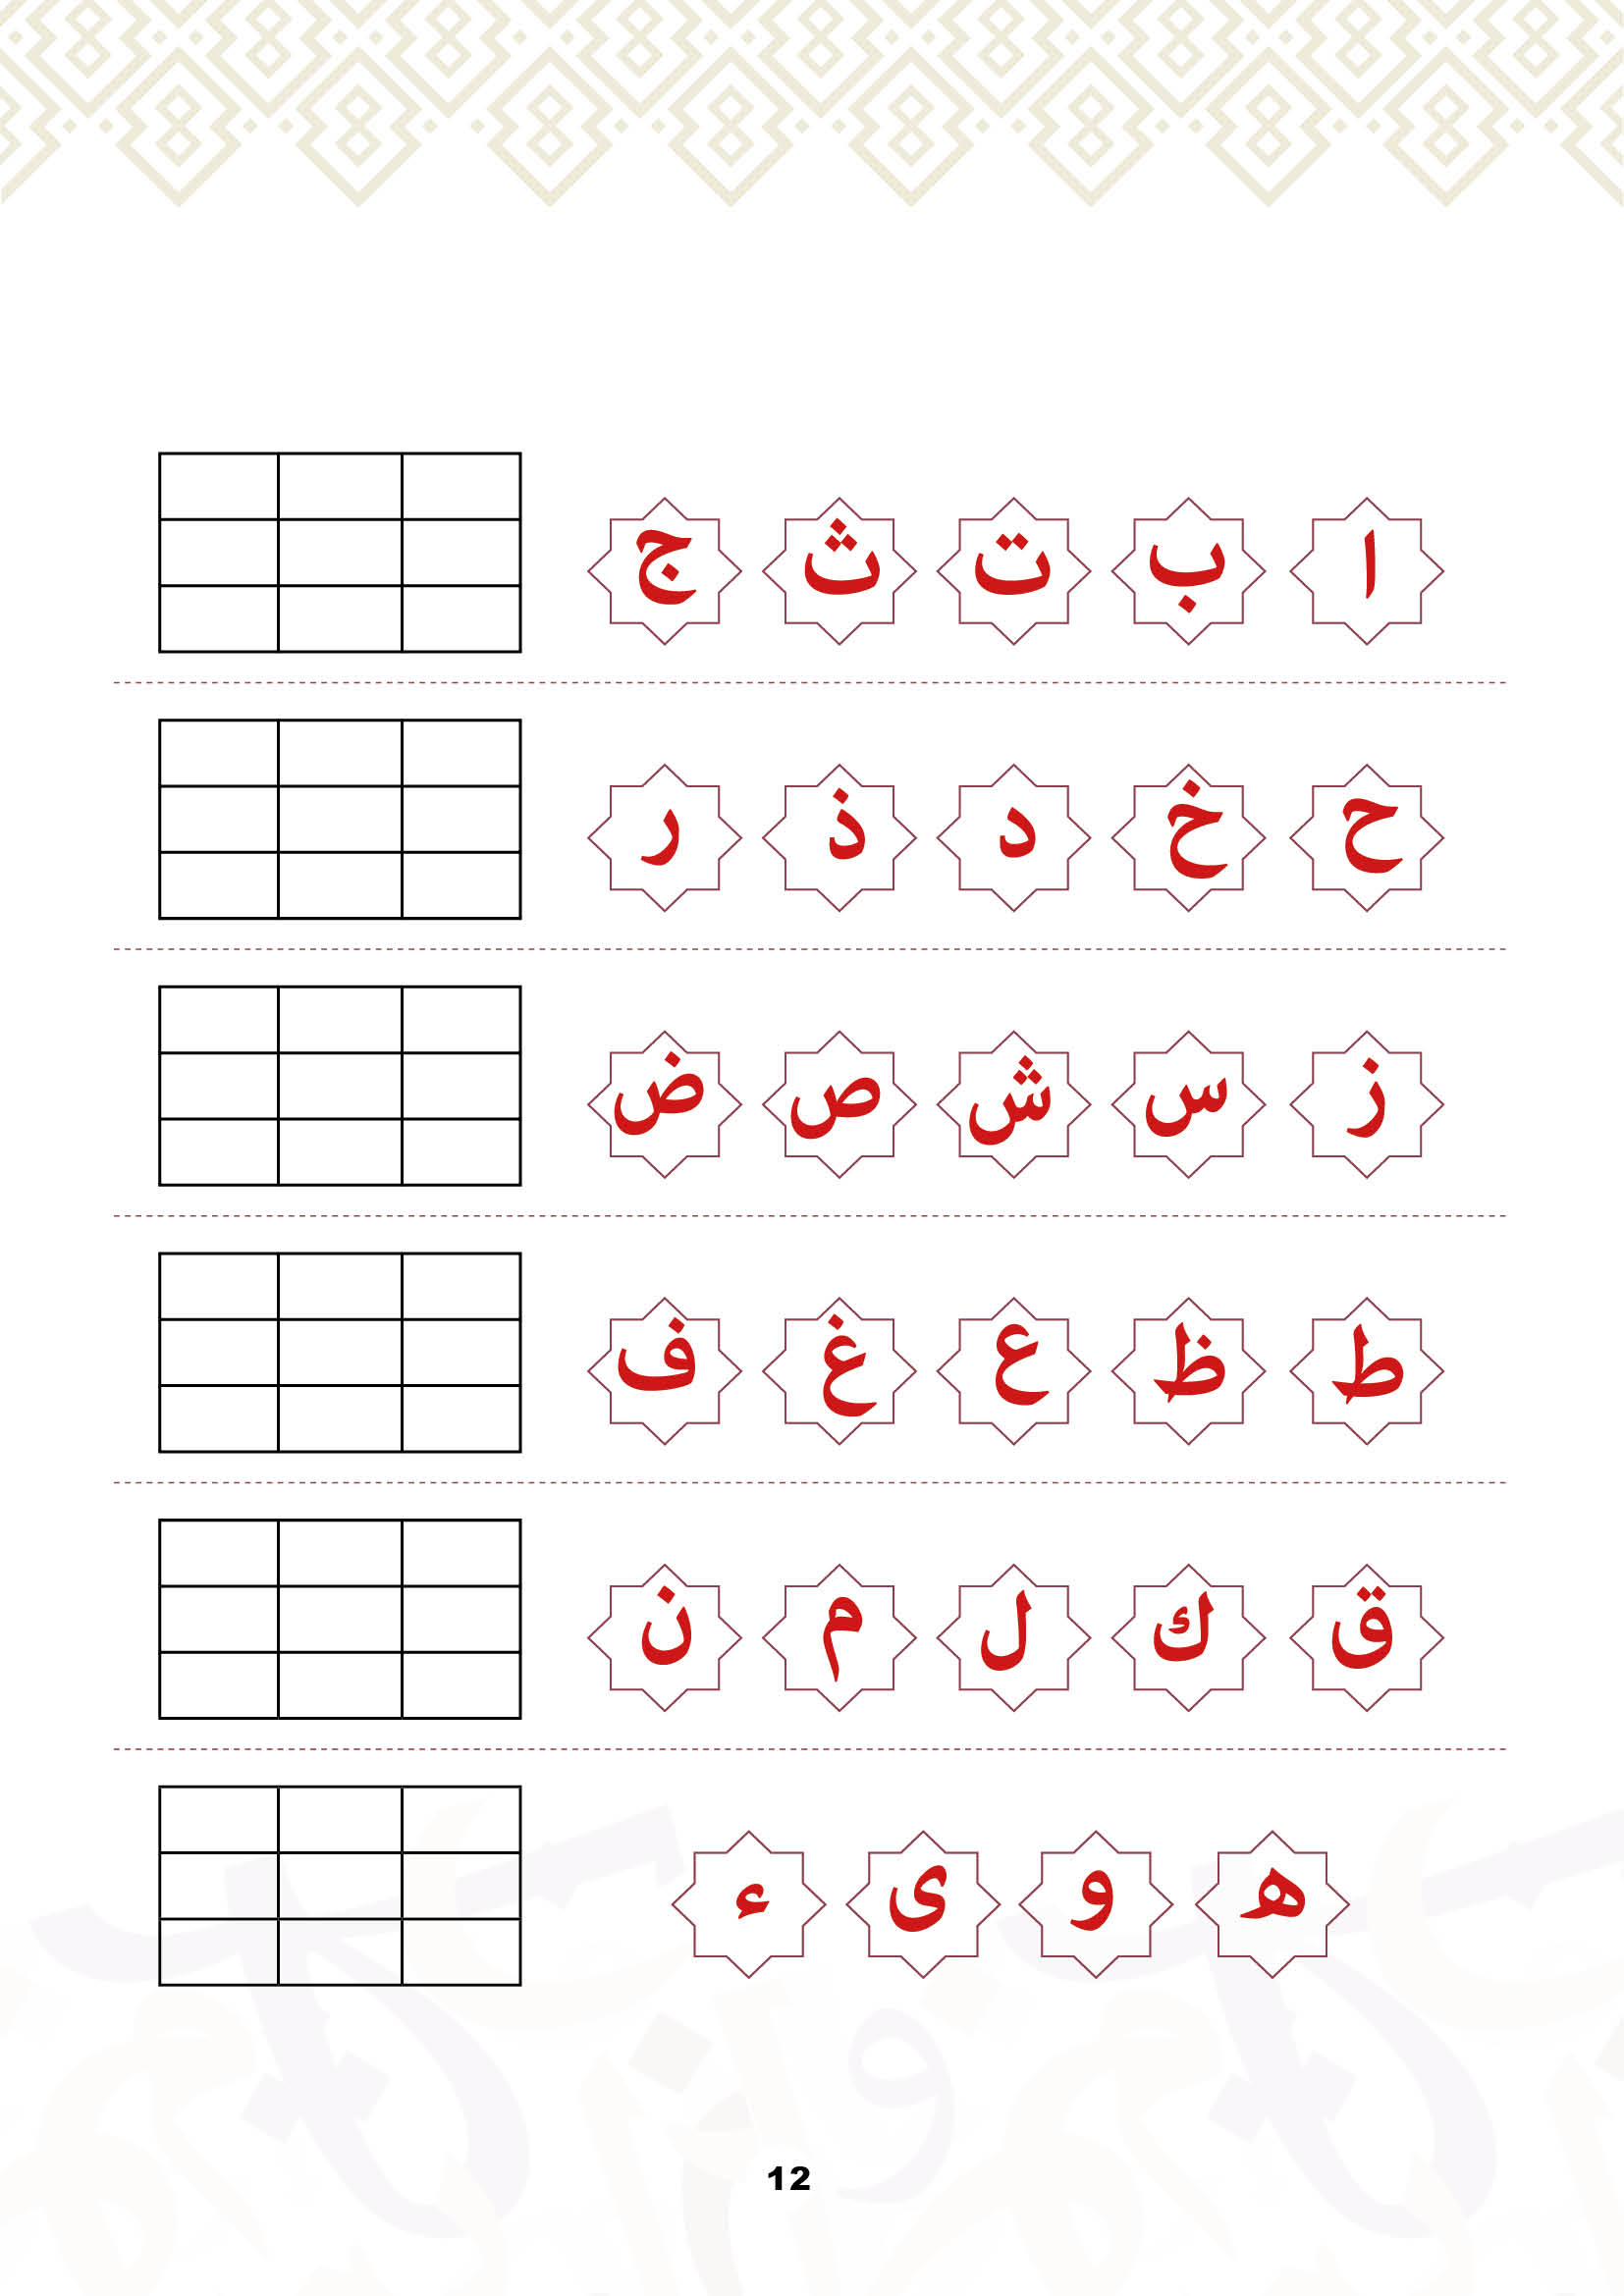 ا ب ت ث ج
ح خ د ذ ر
ز س ش ص ض
ط ظ ع غ ف
ق ك ل م ن
ه و ى ء
12